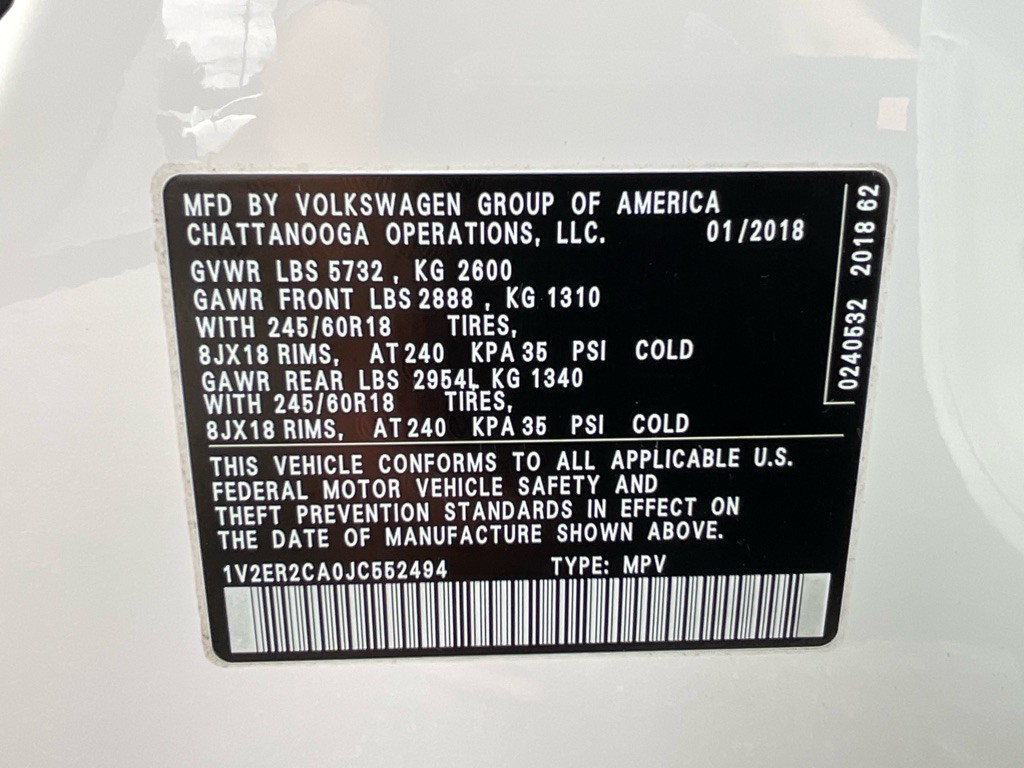 MFD BY VOLKSWAGEN GROUP OF AMERICA
CHATTANOOGA OPERATIONS, LLC. 01/2018
GVWR LBS 5732, KG 2600
GAWR FRONT LBS 2888, KG 1310
WITH 245/60R18 TIRES,
8JX18 RIMS, AT 240 KPA 35 PSI COLD
GAWR REAR LBS 2954L KG 1340
WITH 245/60R18 TIRES,
8JX18 RIMS, AT 240 KPA 35 PSI COLD
THIS VEHICLE CONFORMS TO ALL APPLICABLE U.S.
FEDERAL MOTOR VEHICLE SAFETY AND
THEFT PREVENTION STANDARDS IN EFFECT ON
THE DATE OF MANUFACTURE SHOWN ABOVE.
1V2ER2CA0JC552494 TYPE: MPV
0240532 2018 62